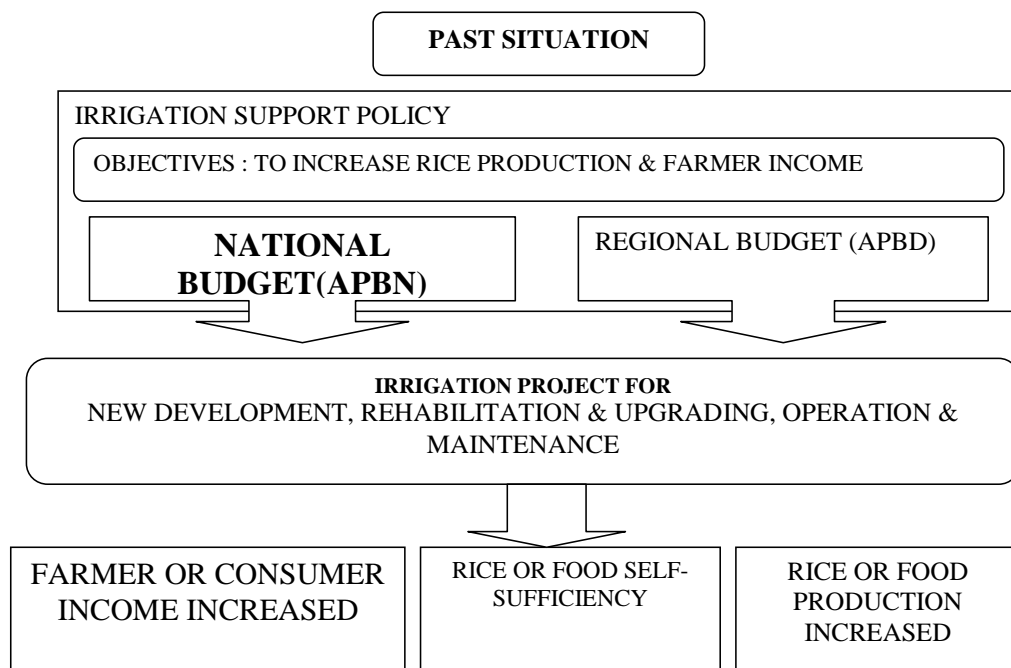 PAST SITUATION
IRRIGATION SUPPORT POLICY
OBJECTIVES : TO INCREASE RICE PRODUCTION & FARMER INCOME
NATIONAL
BUDGET(APBN)
REGIONAL BUDGET (APBD)
IRRIGATION PROJECT FOR
NEW DEVELOPMENT, REHABILITATION & UPGRADING, OPERATION &
MAINTENANCE
FARMER OR CONSUMER
INCOME INCREASED
RICE OR FOOD SELF-
SUFFICIENCY
RICE OR FOOD
PRODUCTION
INCREASED